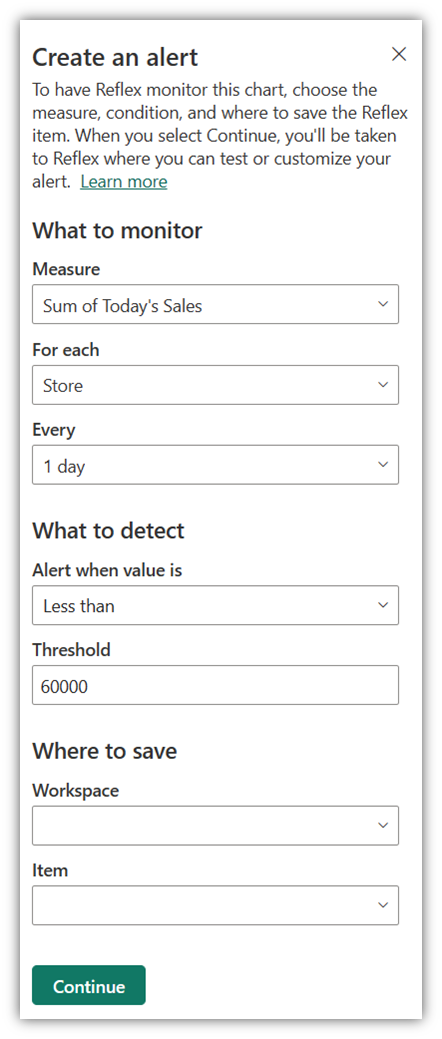 Create an alert
To have Reflex monitor this chart, choose the
measure, condition, and where to save the Reflex
item. When you select Continue, you'll be taken
to Reflex where you can test or customize your
alert. Learn more
What to monitor
Measure
Sum of Today's Sales
For each
Store
Every
1 day
What to detect
Alert when value is
Less than
Threshold
60000
Where to save
Workspace
Item
Continue